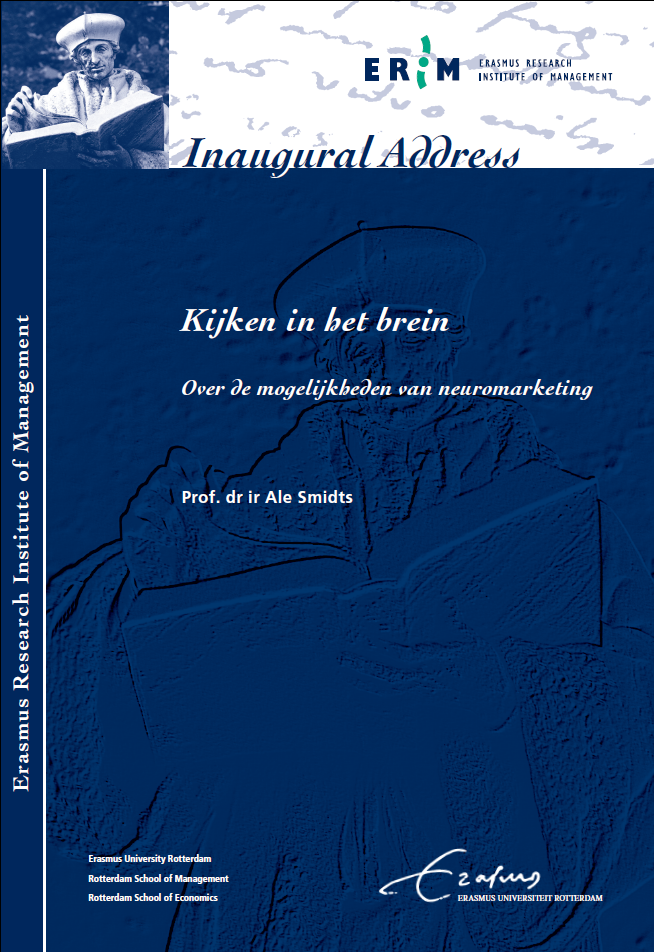 ERIM
ERASMUS RESEARCH
INSTITUTE OF MANAGEMENT
Inaugural Address
Kijken in het brein
Over de mogelijkheden van neuromarketing
Prof. dr ir Ale Smidts
Erasmus Research Institute of Management
Erasmus University Rotterdam
Rotterdam School of Management
Rotterdam School of Economics
Erasmus
ERASMUS UNIVERSITEIT ROTTERDAM